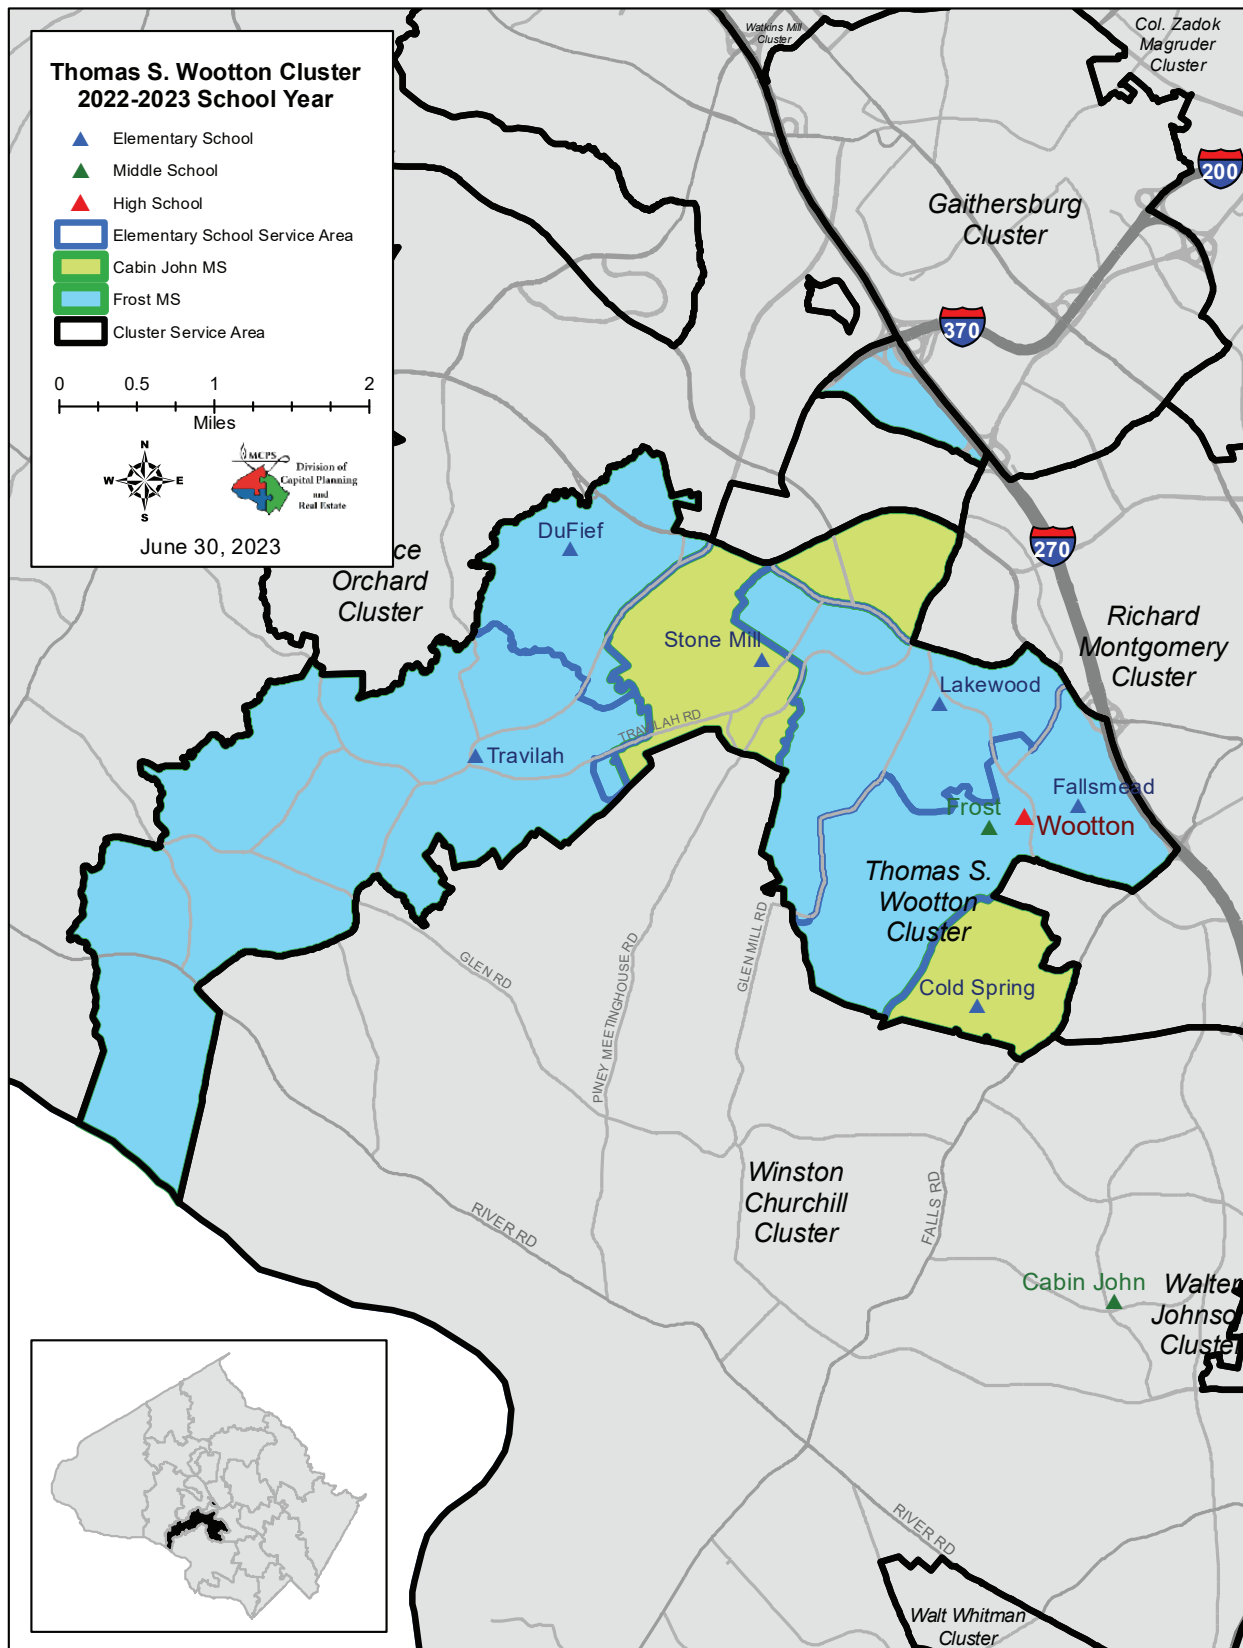 Thomas S. Wootton Cluster
2022-2023 School Year
Elementary School
Middle School
High School
Elementary School Service Area
Cabin John MS
Frost MS
Cluster Service Area
0 0.5 1 2
Miles
N
W E
S
MCPS
Division of
Capital Planning
and
Real Estate
June 30, 2023
Watkins Mill
Cluster
Col. Zadok
Magruder
Cluster
200
Gaithersburg
Cluster
370
270
ce
Orchard
Cluster
DuFief
Stone Mill
Richard
Montgomery
Cluster
Lakewood
TRAVILAH RD
Travilah
Fallsmead
Frost
Wootton
Thomas S.
Wootton
Cluster
Cold Spring
GLEN RD
PINEY MEETINGHOUSE RD
GLEN MILL RD
Winston
Churchill
Cluster
FALLS RD
RIVER RD
Cabin John
Walter
Johnso
Cluster
RIVER RD
Walt Whitman
Cluster